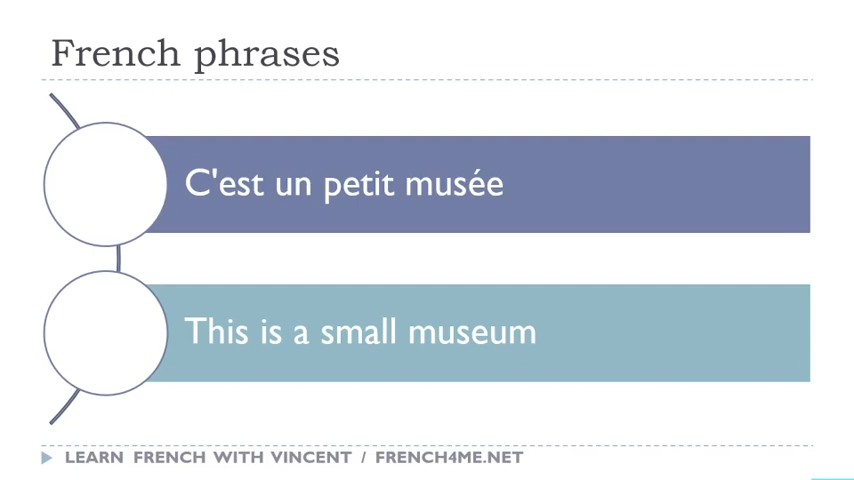 French phrases
C'est un petit musée
This is a small museum
LEARN FRENCH WITH VINCENT / FRENCH4ME.NET